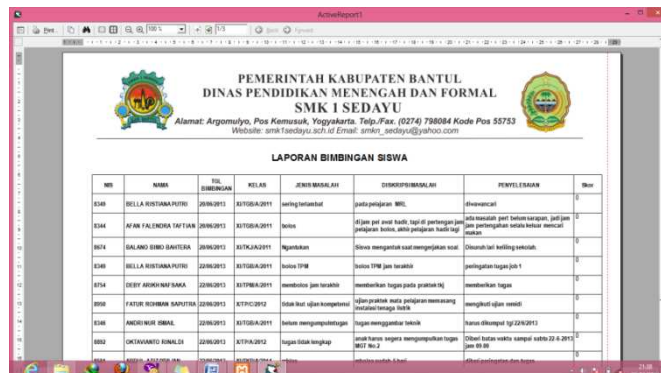 ActiveReport1
100 %
1/3
PEMERINTAH KABUPATEN BANTUL
DINAS PENDIDIKAN MENENGAH DAN FORMAL
SMK 1 SEDAYU
Alamat: Argomulyo, Pos Kemusuk, Yogyakarta. Telp./Fax. (0274) 798084 Kode Pos 55753
Website: smk1sedayu.sch.id Email: smkn_sedayu@yahoo.com
LAPORAN BIMBINGAN SISWA
NIS NAMA TGL BIMBINGAN KELAS JENIS MASALAH DISKRIPSI MASALAH PENYELESAIAN Skor
8349 BELLA RISTIANA PUTRI 20/06/2013 XI/TGB/A/2011 sering terlambat pada pelajaran MRL diwawancari 0
8344 AFAN FALENDRA TAFTIAN 20/06/2013 XI/TGB/A/2011 bolos di jam pel awal hadir, tapi di pertengan jam pelajaran bolos, akhir pelajaran hadir lagi ada masalah pert belum sarapan, jadi jam jam pertengahan selalu keluar mencari makan 0
8674 BALANO BIMO BAHTERA 20/06/2013 XI/TKJ/A/2011 Ngantukan Siswa mengantuk saat mengerjakan soal Disuruh lari keliling sekolah. 0
8349 BELLA RISTIANA PUTRI 22/06/2013 XI/TGB/A/2011 bolos TPM bolos TPM jam terakhir peringatan tugas job 1 0
8754 DEBY ARIKH NAFSAKA 22/06/2013 XI/TPM/A/2011 membolos jam terakhir memberikan tugas pada praktek tkj memberikan tugas 0
8950 FATUR ROHMAN SAPUTRA 22/06/2013 X/TP/C/2012 tidak ikut ujian kompetensi ujian praktek mata pelajaran memasang instalasi tenaga listrik mengikuti ujian remidi 0
8346 ANDRI NUR ISMAIL 22/06/2013 XI/TGB/A/2011 belum mengumpulntugas tugas menggambar teknik harus dikumpul tgl 22/6/2013 0
8892 OKTAVIANTO RINALDI 22/06/2013 X/TP/A/2012 tugas tidak lengkap anak harus segera mengumpulkan tugas MGT No.2 Diberi batas waktu sampai sabtu 22-6-2013 jam 09.00 0
21:08